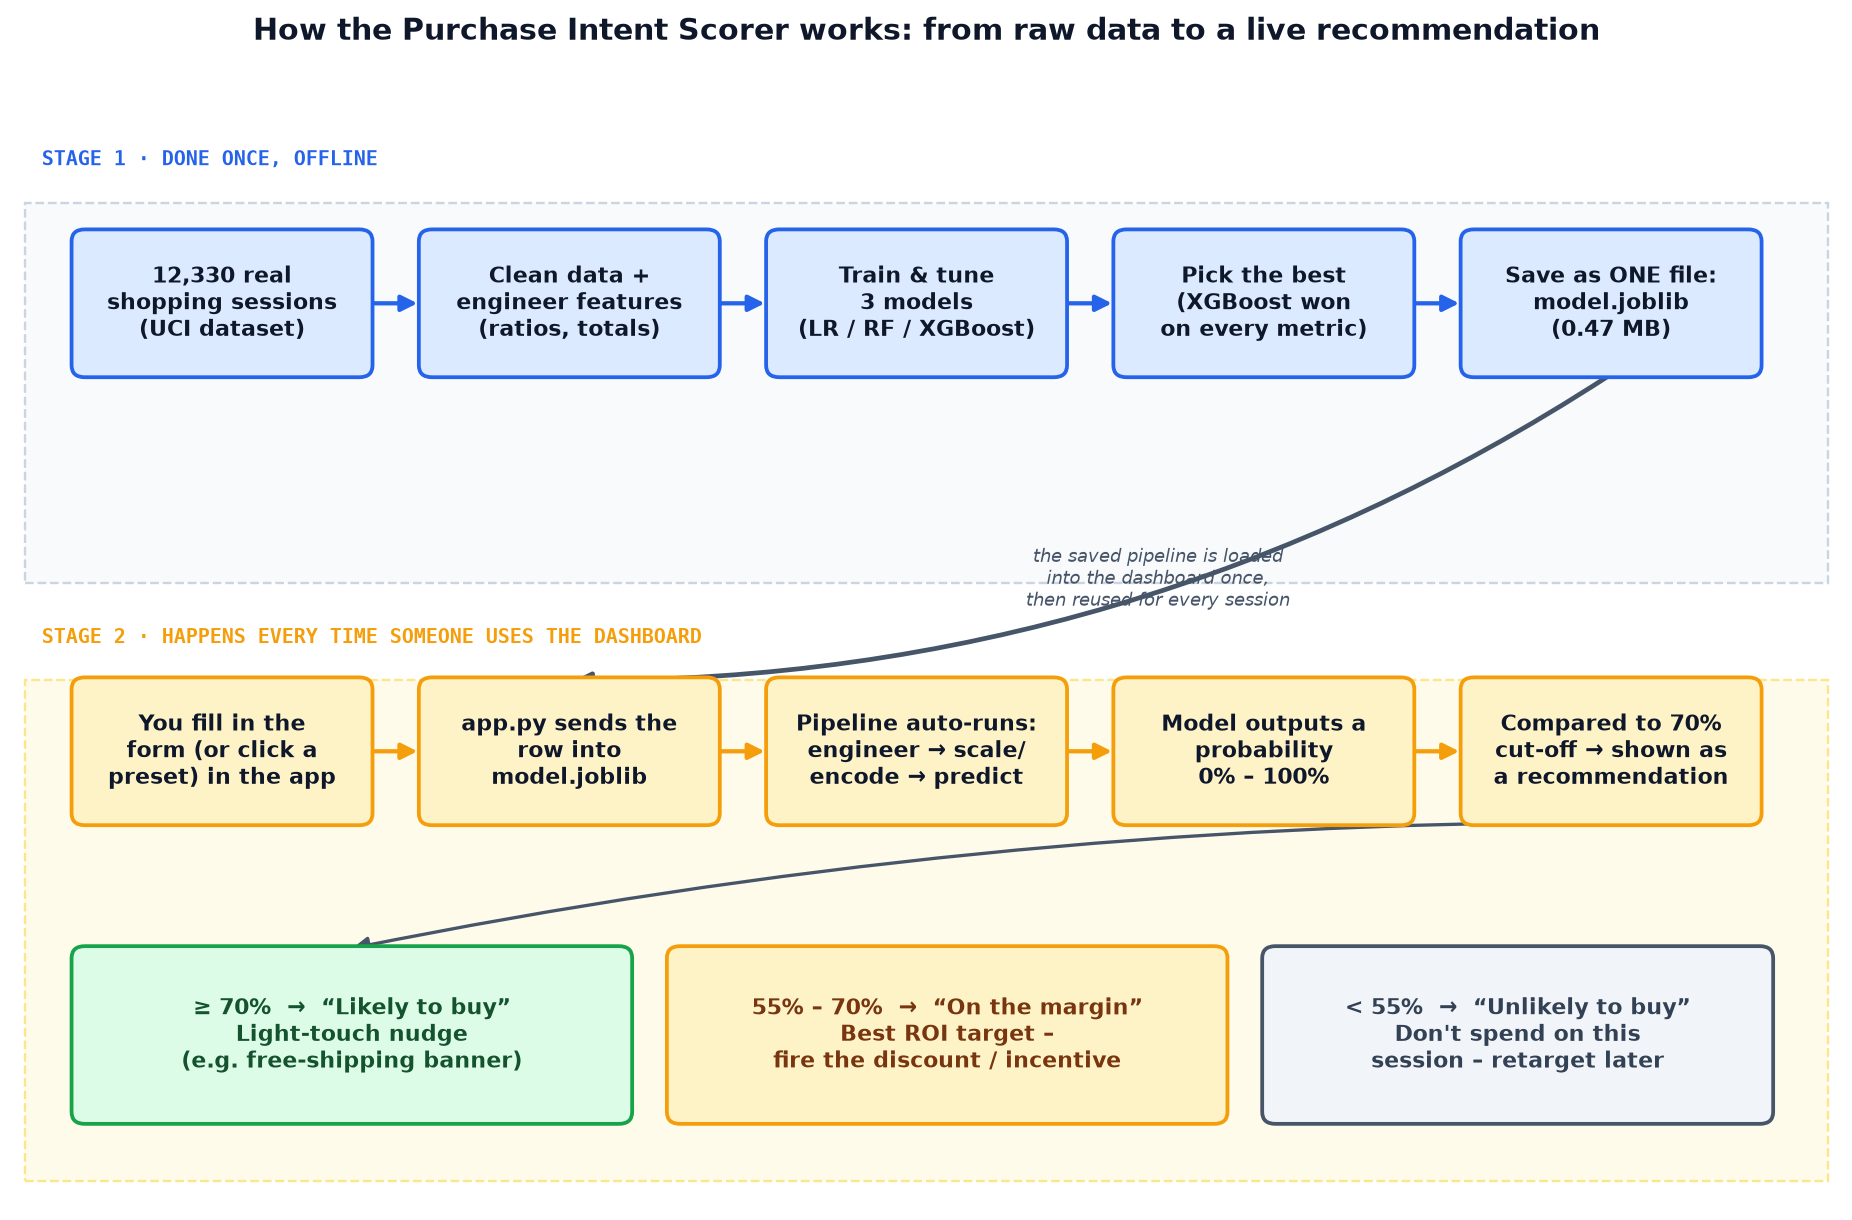 How the Purchase Intent Scorer works: from raw data to a live recommendation
STAGE 1 · DONE ONCE, OFFLINE
12,330 real
shopping sessions
(UCI dataset)
Clean data +
engineer features
(ratios, totals)
Train & tune
3 models
(LR / RF / XGBoost)
Pick the best
(XGBoost won
on every metric)
Save as ONE file:
model.joblib
(0.47 MB)
the saved pipeline is loaded
into the dashboard once,
then reused for every session
STAGE 2 · HAPPENS EVERY TIME SOMEONE USES THE DASHBOARD
You fill in the
form (or click a
preset) in the app
app.py sends the
row into
model.joblib
Pipeline auto-runs:
engineer → scale/
encode → predict
Model outputs a
probability
0% – 100%
Compared to 70%
cut-off → shown as
a recommendation
≥ 70% → “Likely to buy”
Light-touch nudge
(e.g. free-shipping banner)
55% – 70% → “On the margin”
Best ROI target –
fire the discount / incentive
< 55% → “Unlikely to buy”
Don't spend on this
session – retarget later